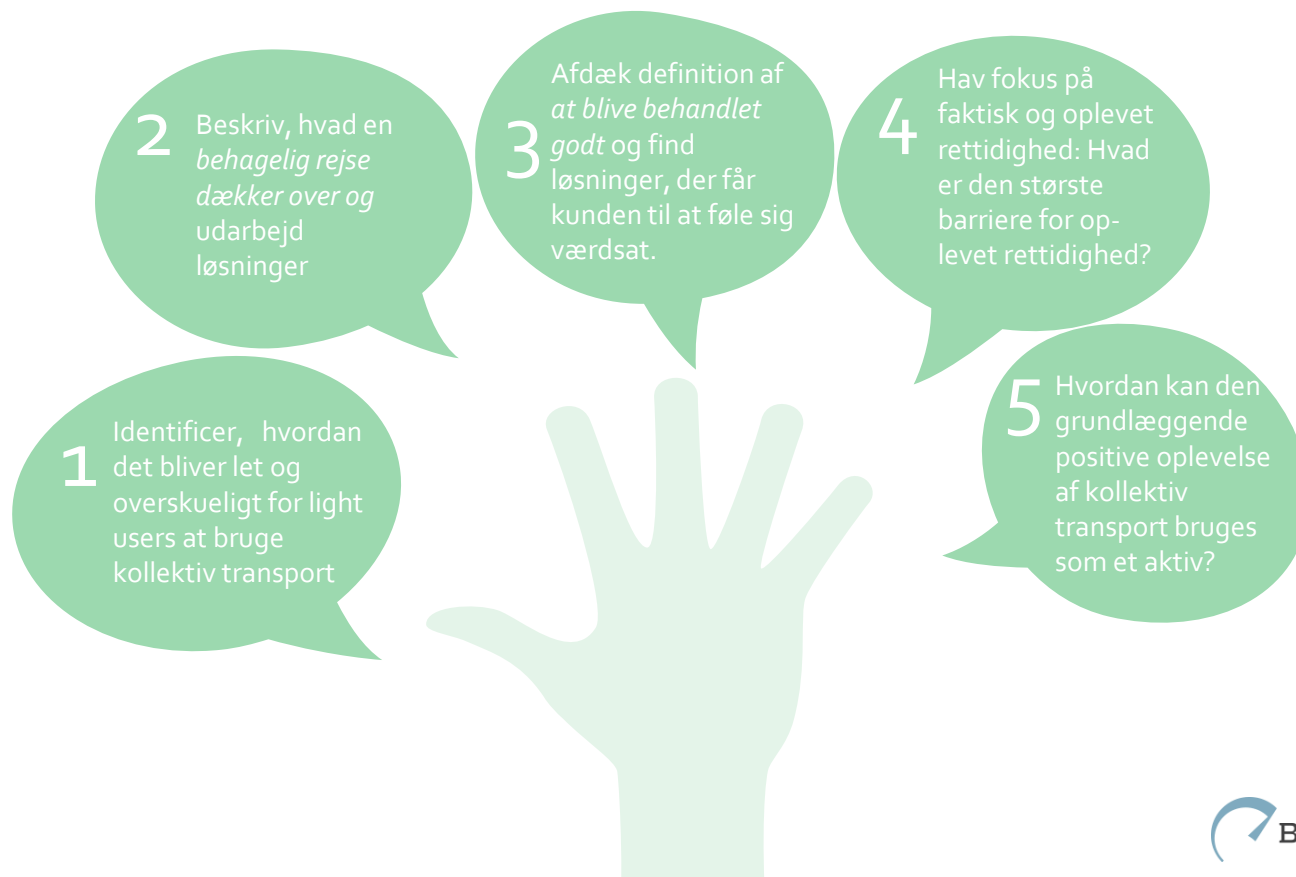 1
Identificer, hvordan
det bliver let og
overskueligt for light
users at bruge
kollektiv transport
2
Beskriv, hvad en
behagelig rejse
dækker over og
udarbejd
løsninger
3
Afdæk definition af
at blive behandlet
godt og find
løsninger, der får
kunden til at føle sig
værdsat.
4
Hav fokus på
faktisk og oplevet
rettidighed: Hvad
er den største
barriere for op-
levet rettidighed?
5
Hvordan kan den
grundlæggende
positive oplevelse
af kollektiv
transport bruges
som et aktiv?
B